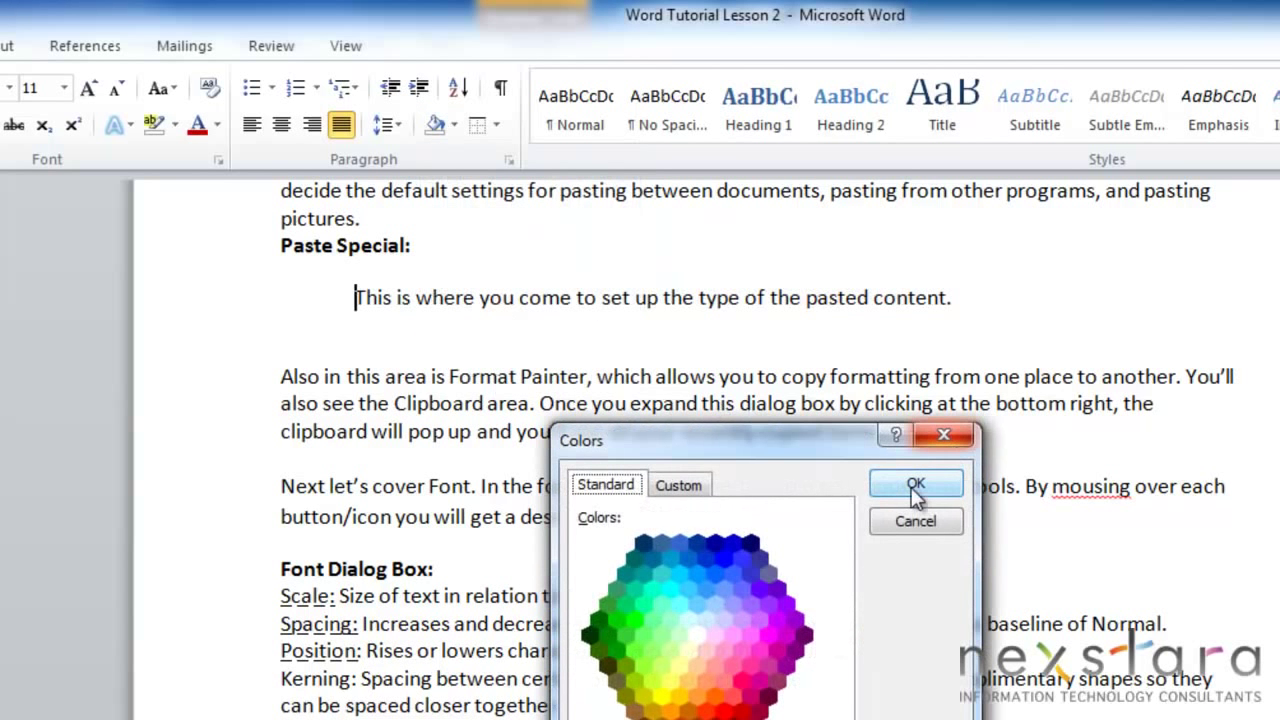 Word Tutorial Lesson 2 - Microsoft Word
ut References Mailings Review View
11 Aa
abc X₂ X² A ab A
AaBbCcDc AaBbCcDc AaBbC AaBbCc AaB AaBbCc. AaBbCcDc AaBbCcDc
¶ Normal ¶ No Spaci... Heading 1 Heading 2 Title Subtitle Subtle Em... Emphasis
Font Paragraph Styles
decide the default settings for pasting between documents, pasting from other programs, and pasting
pictures.
Paste Special:
This is where you come to set up the type of the pasted content.
Also in this area is Format Painter, which allows you to copy formatting from one place to another. You'll
also see the Clipboard area. Once you expand this dialog box by clicking at the bottom right, the
clipboard will pop up and you
Next let's cover Font. In the fo ols. By mousing over each
button/icon you will get a des
Font Dialog Box:
Scale: Size of text in relation t
Spacing: Increases and decrea baseline of Normal.
Position: Rises or lowers char
Kerning: Spacing between cer plimentary shapes so they
can be spaced closer togethe
Colors
Standard Custom
OK
Cancel
Colors:
nexstara
INFORMATION TECHNOLOGY CONSULTANTS